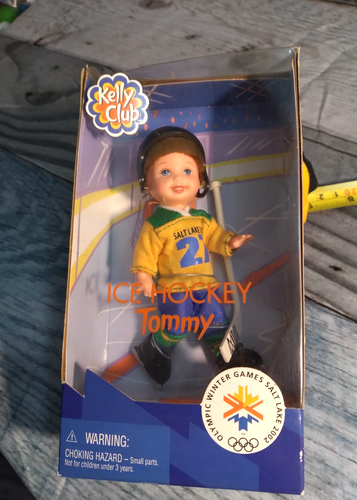 Kelly
Club
SALT LAKE
2
ICE HOCKEY
Tommy
OLYMPIC WINTER GAMES SALT LAKE 2002
WARNING:
CHOKING HAZARD — Small parts.
Not for children under 3 years.